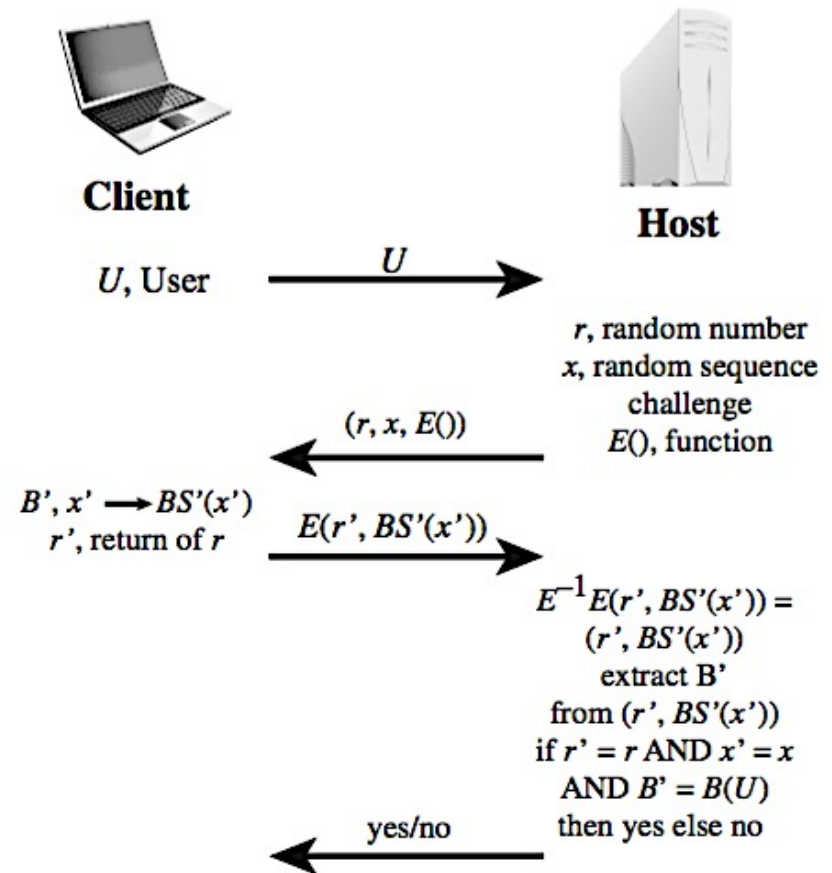 Client
Host
U, User
U
r, random number
x, random sequence
challenge
E(), function
(r, x, E())
B’, x’ → BS’(x’)
r’, return of r
E(r’, BS’(x’))
E⁻¹E(r’, BS’(x’)) =
(r’, BS’(x’))
extract B’
from (r’, BS’(x’))
if r’ = r AND x’ = x
AND B’ = B(U)
then yes else no
yes/no